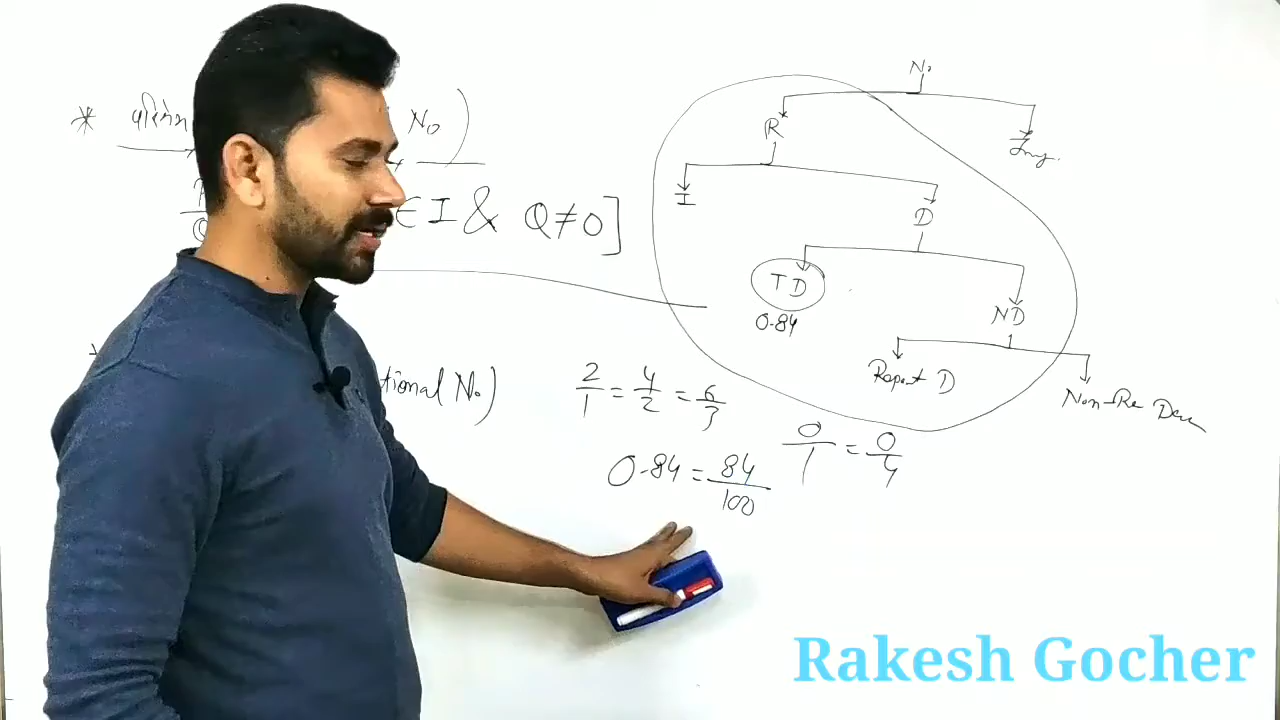 * परिमेय No)
P
Q
∈ I & Q≠0]
tional No)
No
R
Img.
I
D
TD
0.84
ND
Repeat D
Non-Re Dec
2/1 = 4/2 = 6/3
0/1 = 0/4
0.84 = 84/100
Rakesh Gocher